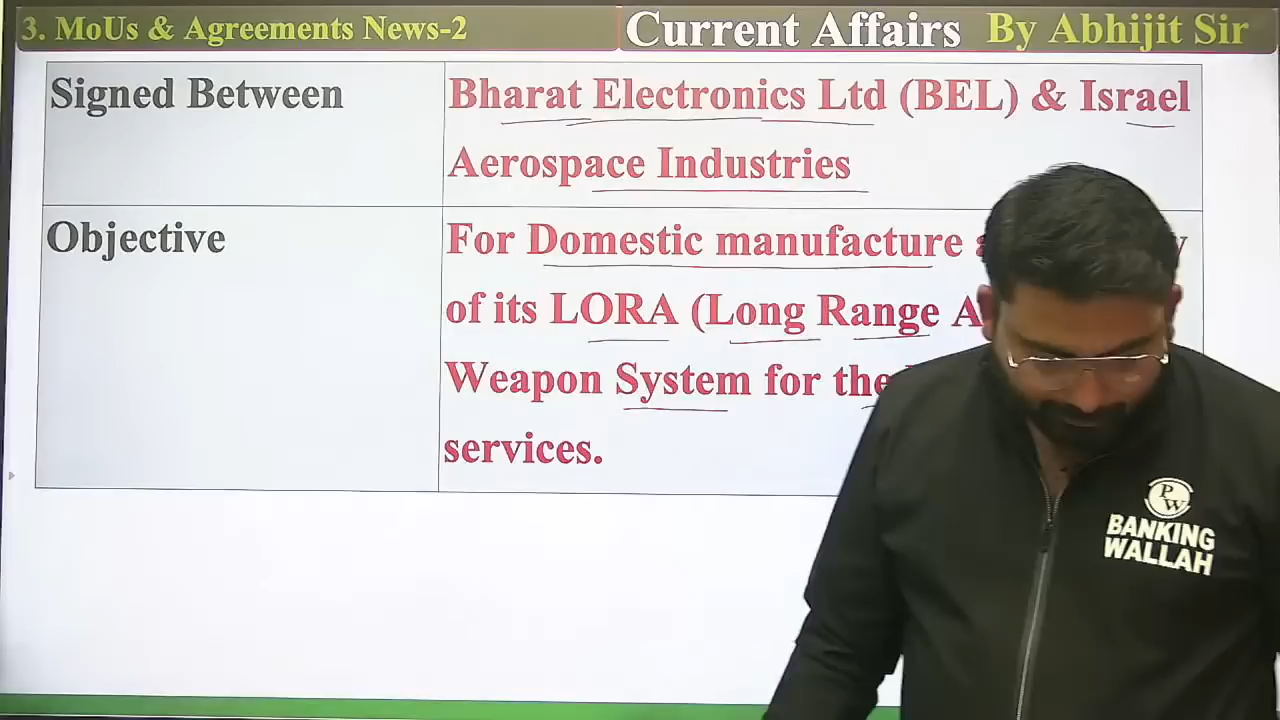 3. MoUs & Agreements News-2
Current Affairs By Abhijit Sir
Signed Between
Bharat Electronics Ltd (BEL) & Israel
Aerospace Industries
Objective
For Domestic manufacture
of its LORA (Long Range A
Weapon System for the
services.
PW
BANKING
WALLAH